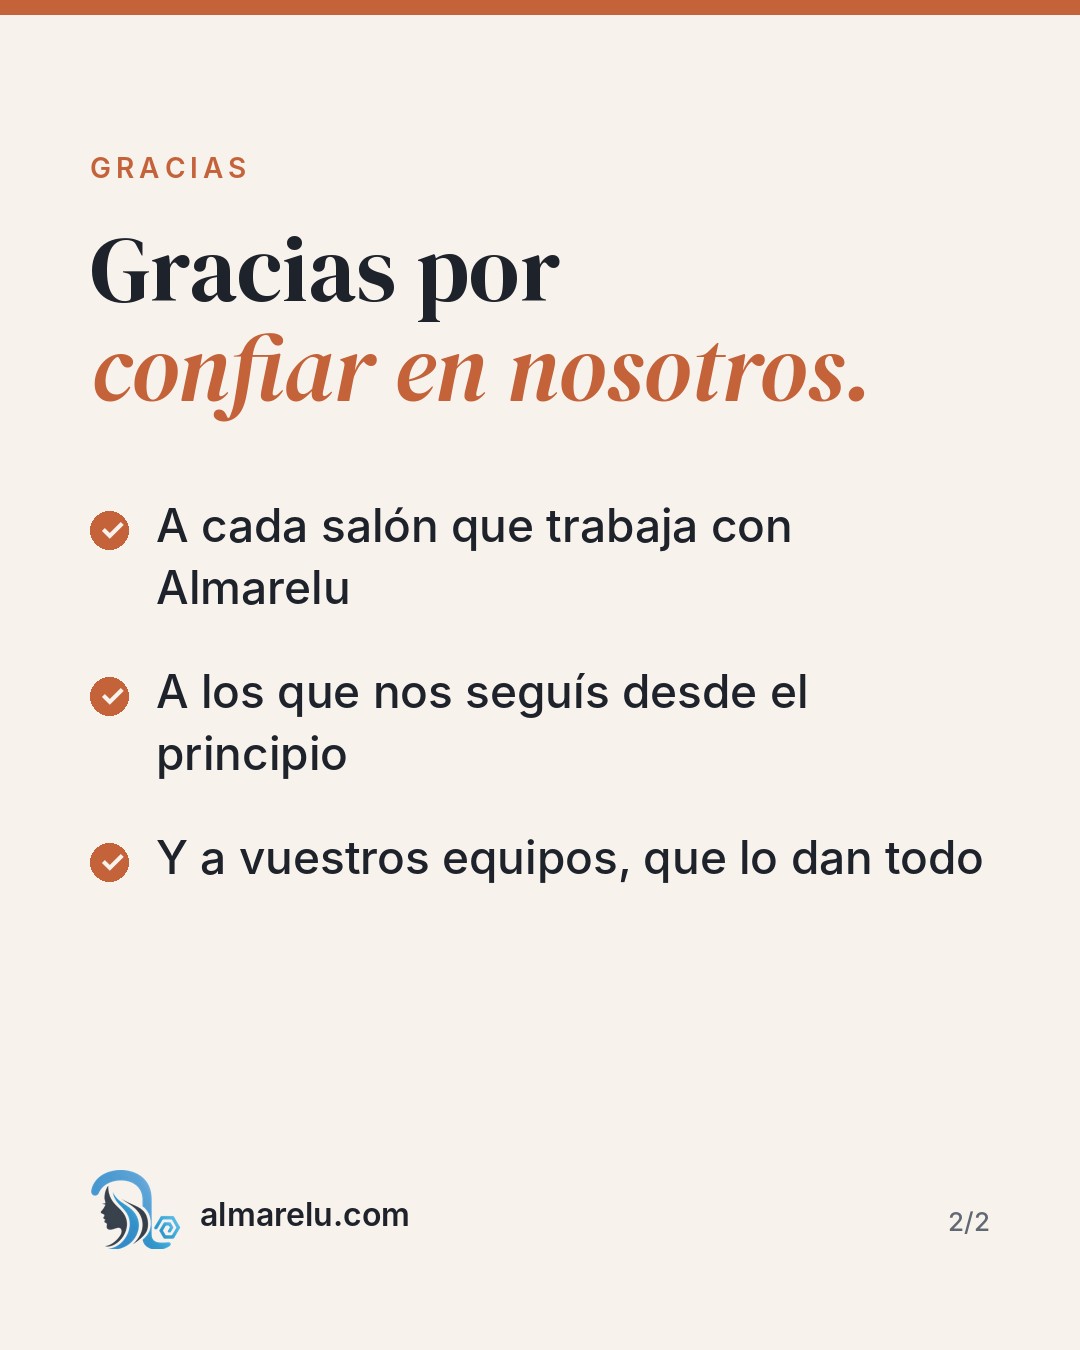 GRACIAS
Gracias por
confiar en nosotros.
A cada salón que trabaja con
Almarelu
A los que nos seguís desde el
principio
Y a vuestros equipos, que lo dan todo
almarelu.com
2/2